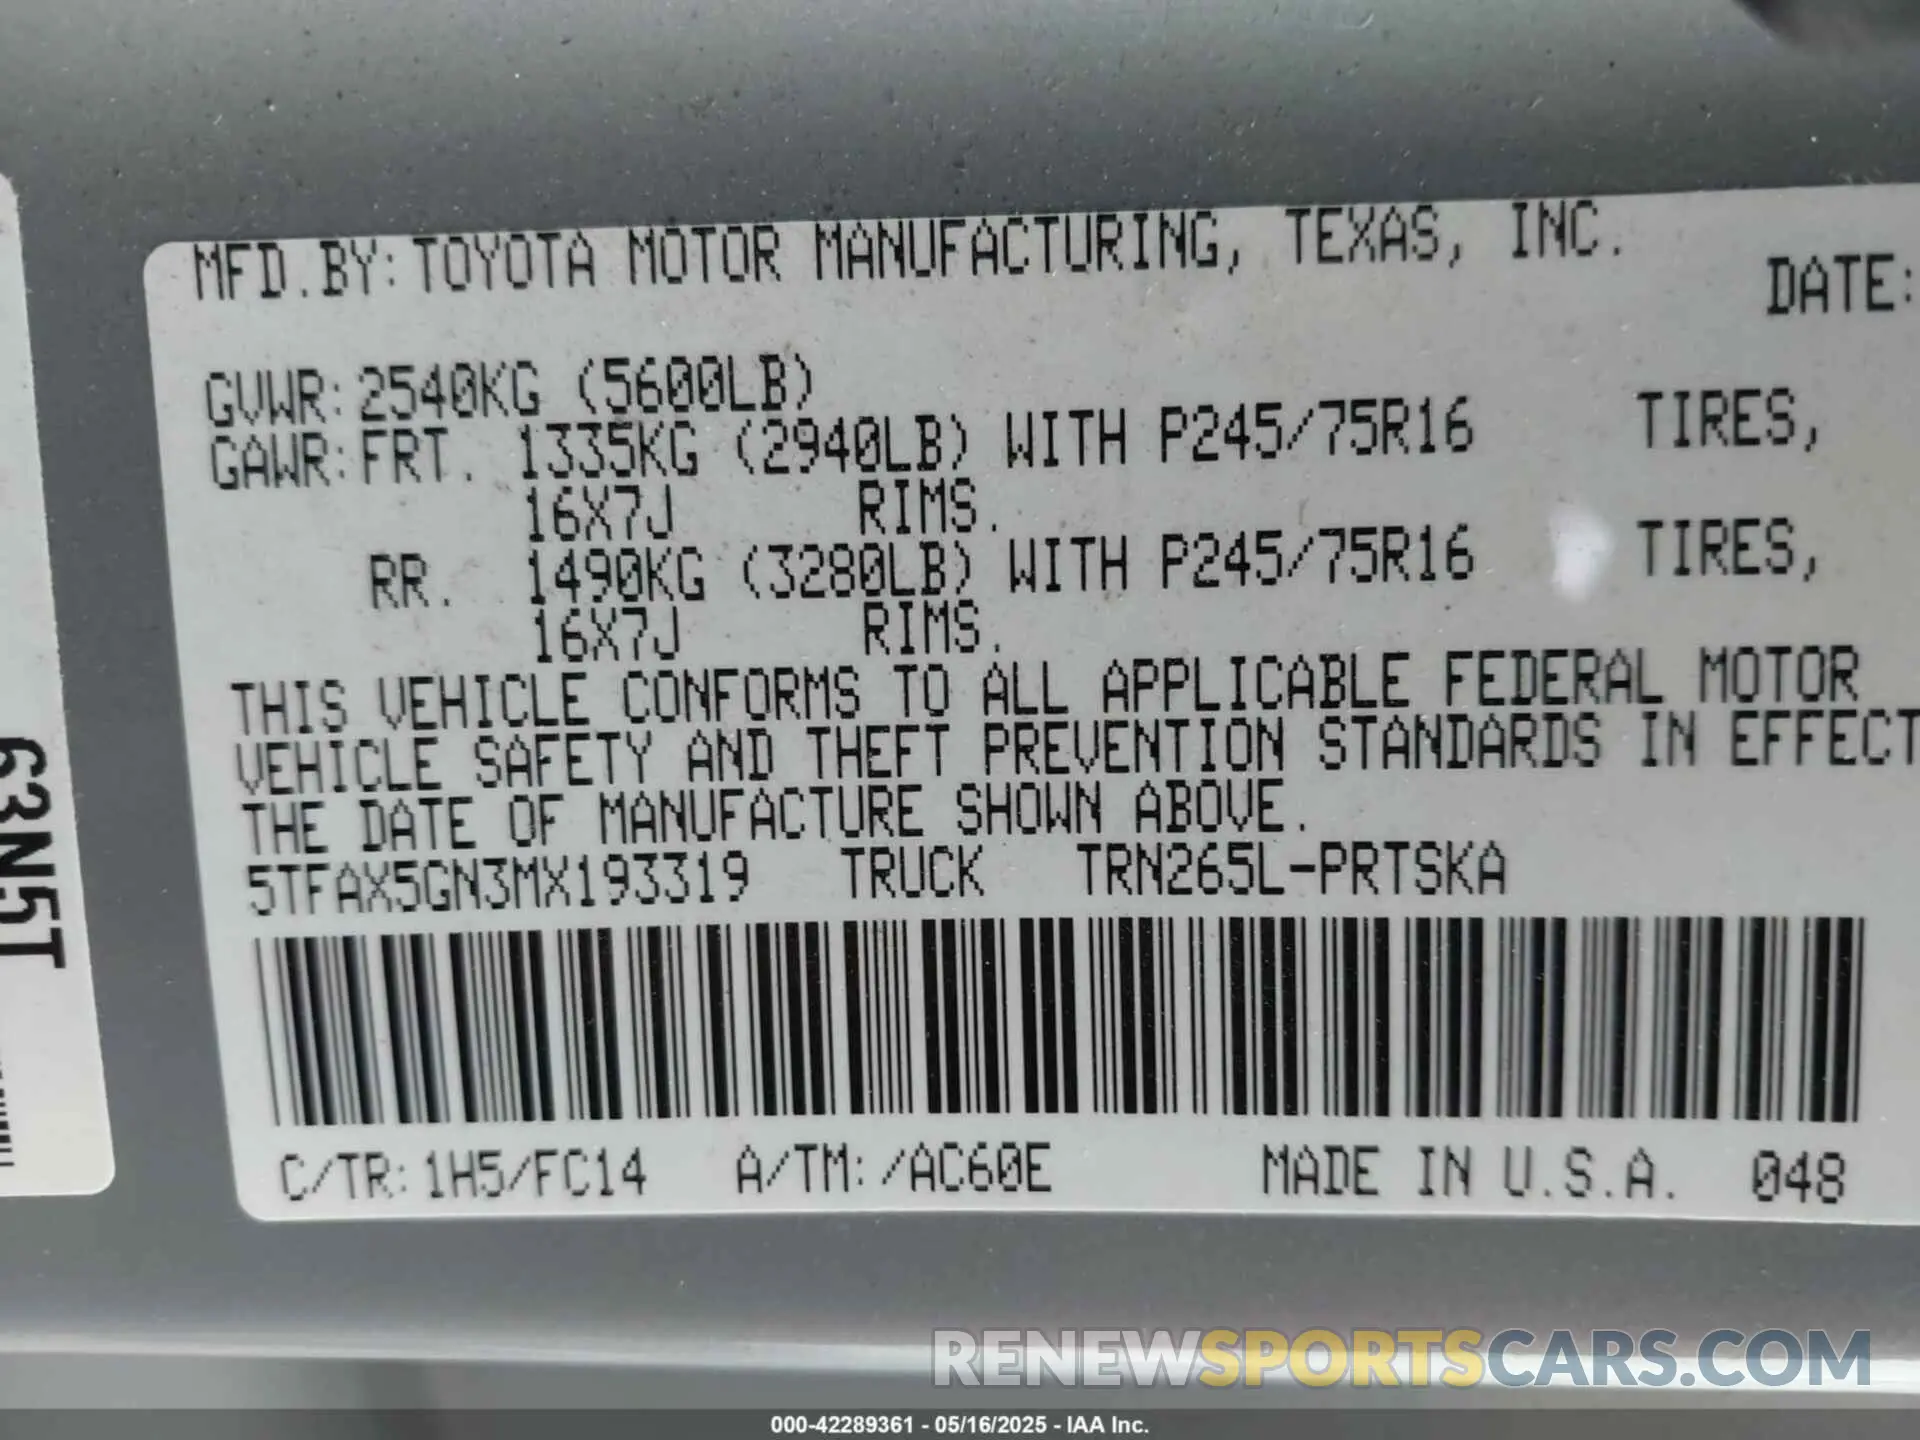 MFD.BY:TOYOTA MOTOR MANUFACTURING, TEXAS, INC.
DATE:
GVWR:2540KG (5600LB)
GAWR:FRT. 1335KG (2940LB) WITH P245/75R16 TIRES,
16X7J RIMS.
RR. 1490KG (3280LB) WITH P245/75R16 TIRES,
16X7J RIMS.
THIS VEHICLE CONFORMS TO ALL APPLICABLE FEDERAL MOTOR
VEHICLE SAFETY AND THEFT PREVENTION STANDARDS IN EFFECT
THE DATE OF MANUFACTURE SHOWN ABOVE.
5TFAX5GN3MX193319 TRUCK TRN265L-PRTSKA
C/TR:1H5/FC14 A/TM:/AC60E MADE IN U.S.A. 048
63N5T
RENEWSPORTSCARS.COM
000-42289361 - 05/16/2025 - IAA Inc.